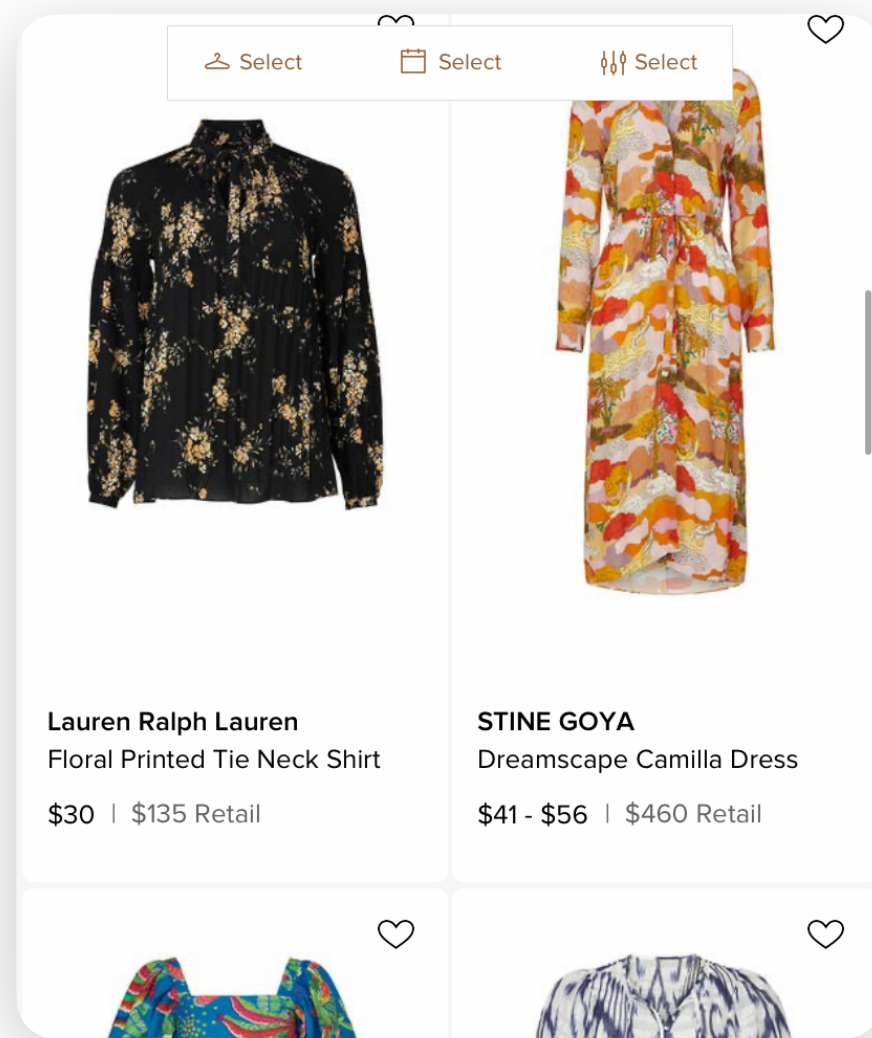 Select Select Select
Lauren Ralph Lauren
Floral Printed Tie Neck Shirt
$30 | $135 Retail
STINE GOYA
Dreamscape Camilla Dress
$41 - $56 | $460 Retail